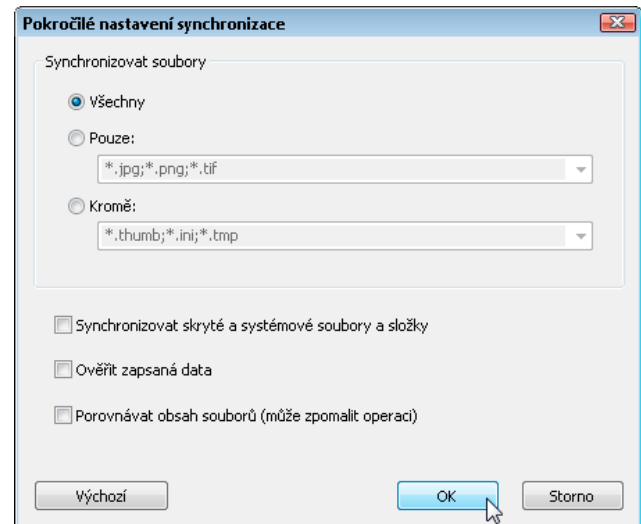 Pokročilé nastavení synchronizace
Synchronizovat soubory
Všechny
Pouze:
*.jpg;*.png;*.tif
Kromě:
*.thumb;*.ini;*.tmp
Synchronizovat skryté a systémové soubory a složky
Ověřit zapsaná data
Porovnávat obsah souborů (může zpomalit operaci)
Výchozí OK Storno